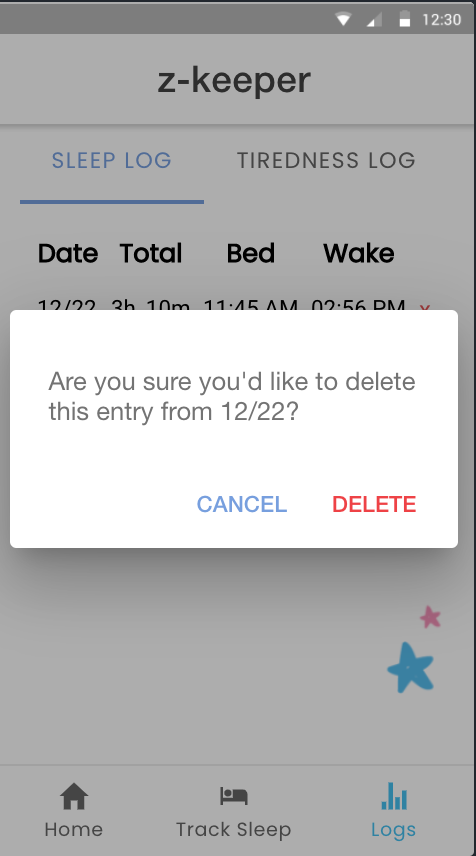 12:30
z-keeper
SLEEP LOG TIREDNESS LOG
Date Total Bed Wake
12/22 3h 10m 11:45 AM 02:56 PM x
Are you sure you'd like to delete
this entry from 12/22?
CANCEL DELETE
Home Track Sleep Logs